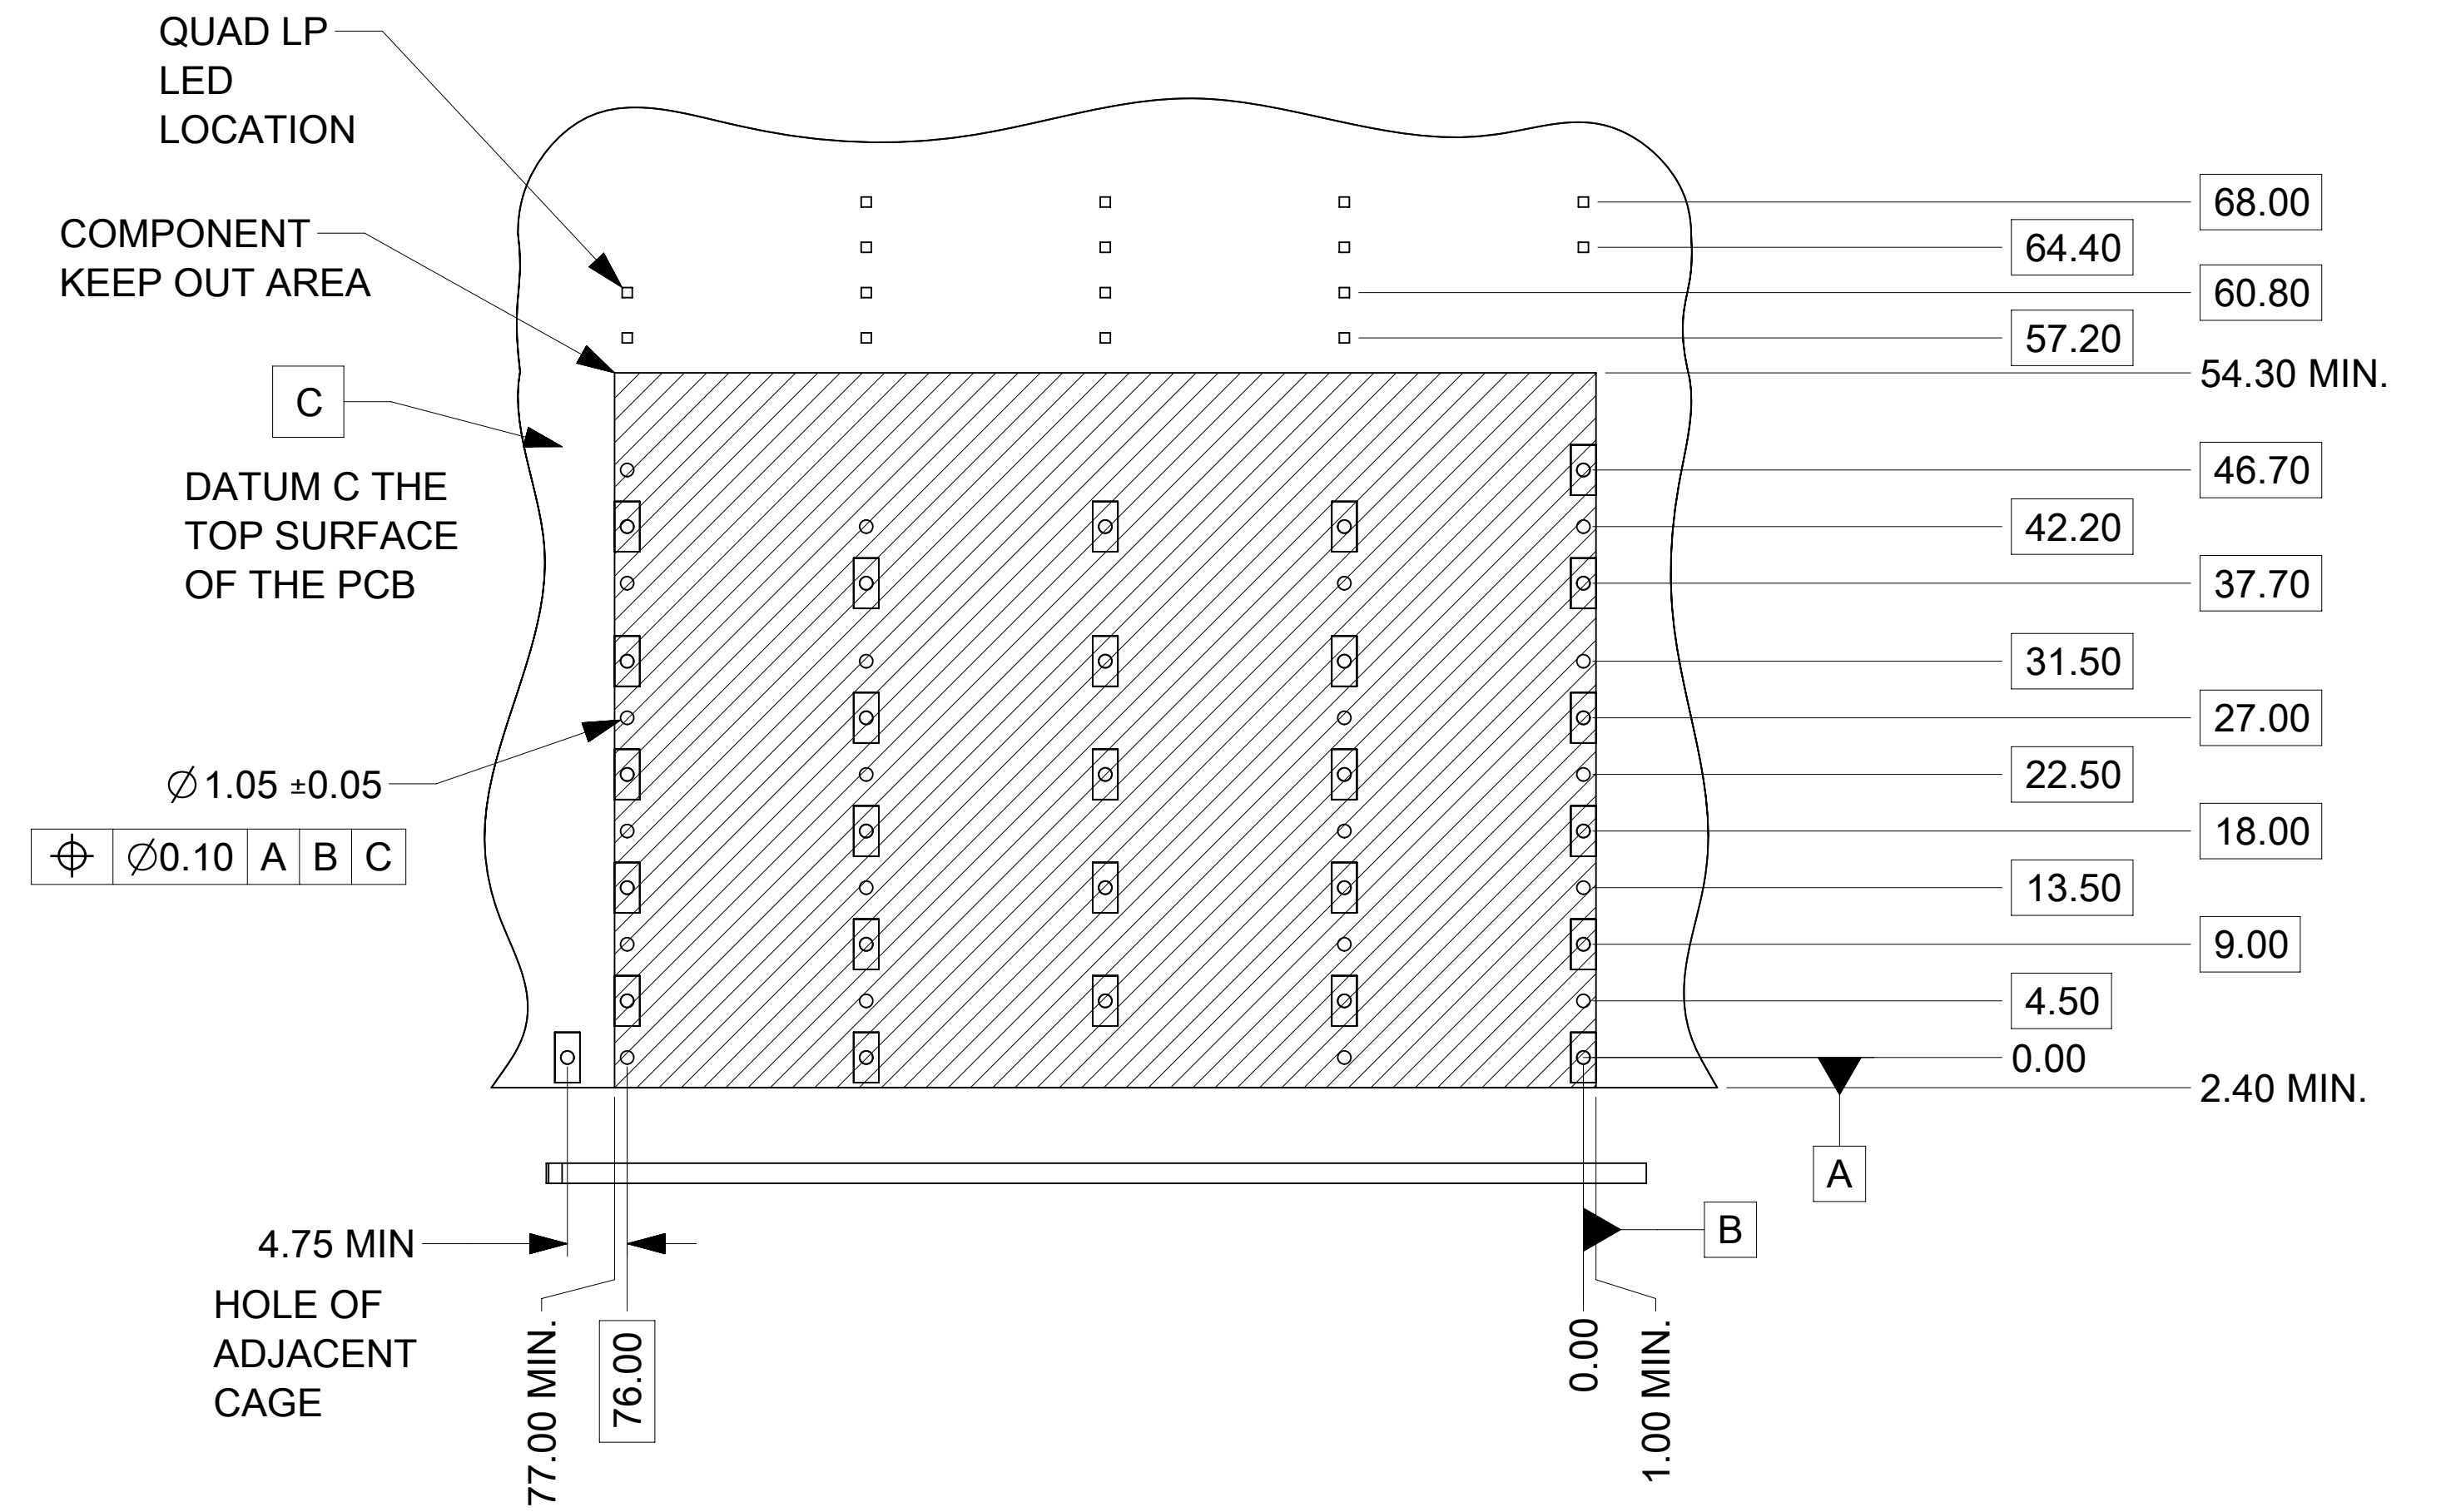 QUAD LP
LED
LOCATION
COMPONENT
KEEP OUT AREA
C
DATUM C THE
TOP SURFACE
OF THE PCB
⌀1.05 ±0.05
⌖ ⌀0.10 A B C
68.00
64.40
60.80
57.20
54.30 MIN.
46.70
42.20
37.70
31.50
27.00
22.50
18.00
13.50
9.00
4.50
0.00
2.40 MIN.
A
B
4.75 MIN
HOLE OF
ADJACENT
CAGE
77.00 MIN.
76.00
0.00
1.00 MIN.